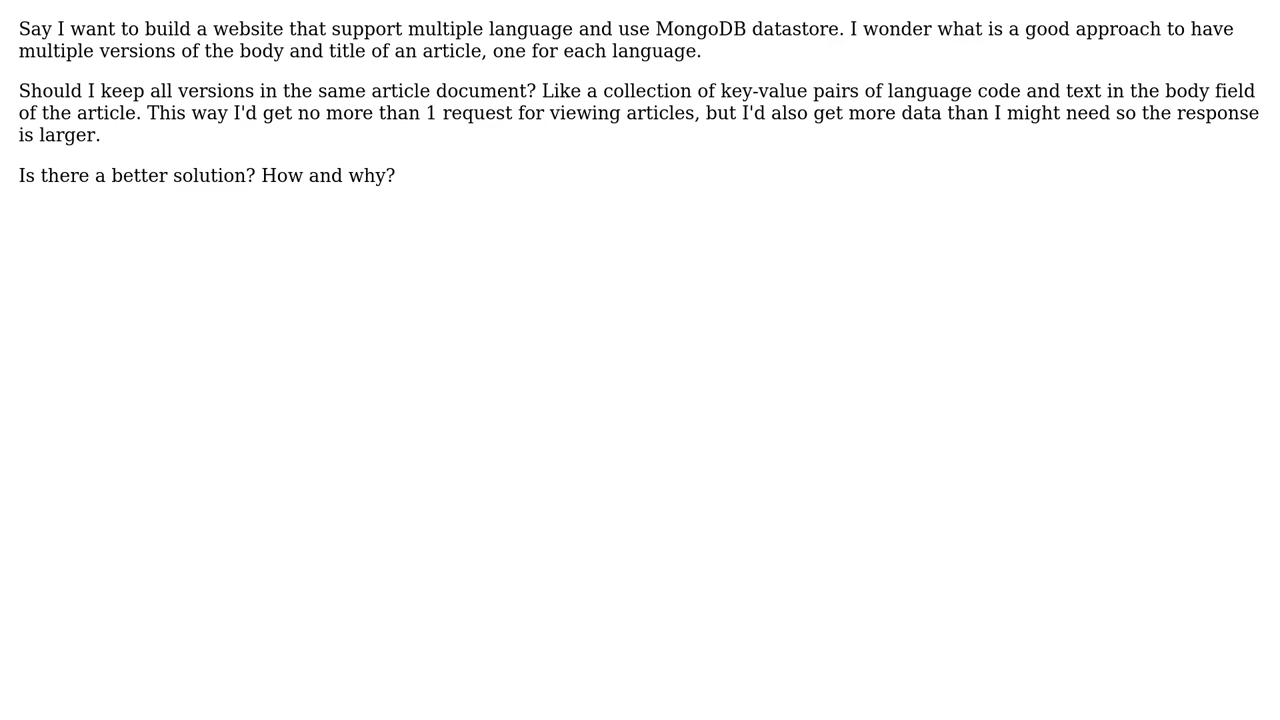 Say I want to build a website that support multiple language and use MongoDB datastore. I wonder what is a good approach to have
multiple versions of the body and title of an article, one for each language.
Should I keep all versions in the same article document? Like a collection of key-value pairs of language code and text in the body field
of the article. This way I'd get no more than 1 request for viewing articles, but I'd also get more data than I might need so the response
is larger.
Is there a better solution? How and why?